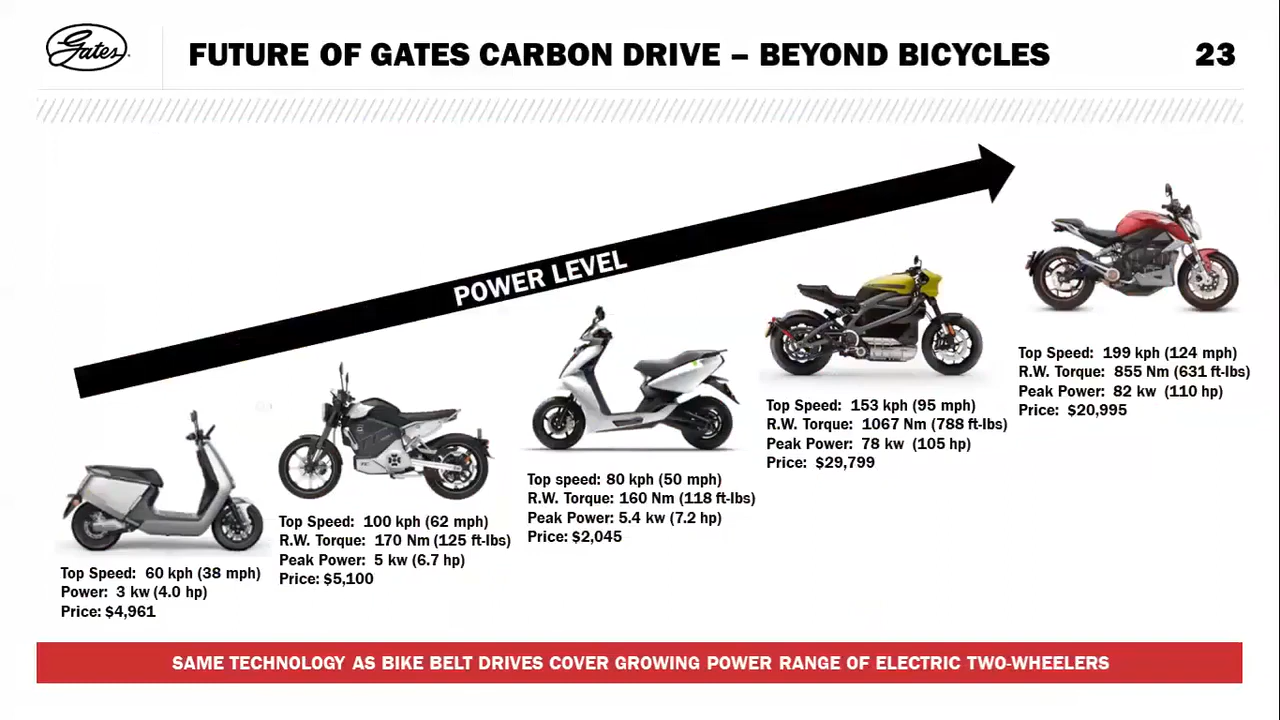 Gates
FUTURE OF GATES CARBON DRIVE – BEYOND BICYCLES
23
POWER LEVEL
Top Speed: 60 kph (38 mph)
Power: 3 kw (4.0 hp)
Price: $4,961
Top Speed: 100 kph (62 mph)
R.W. Torque: 170 Nm (125 ft-lbs)
Peak Power: 5 kw (6.7 hp)
Price: $5,100
Top speed: 80 kph (50 mph)
R.W. Torque: 160 Nm (118 ft-lbs)
Peak Power: 5.4 kw (7.2 hp)
Price: $2,045
Top Speed: 153 kph (95 mph)
R.W. Torque: 1067 Nm (788 ft-lbs)
Peak Power: 78 kw (105 hp)
Price: $29,799
Top Speed: 199 kph (124 mph)
R.W. Torque: 855 Nm (631 ft-lbs)
Peak Power: 82 kw (110 hp)
Price: $20,995
SAME TECHNOLOGY AS BIKE BELT DRIVES COVER GROWING POWER RANGE OF ELECTRIC TWO-WHEELERS